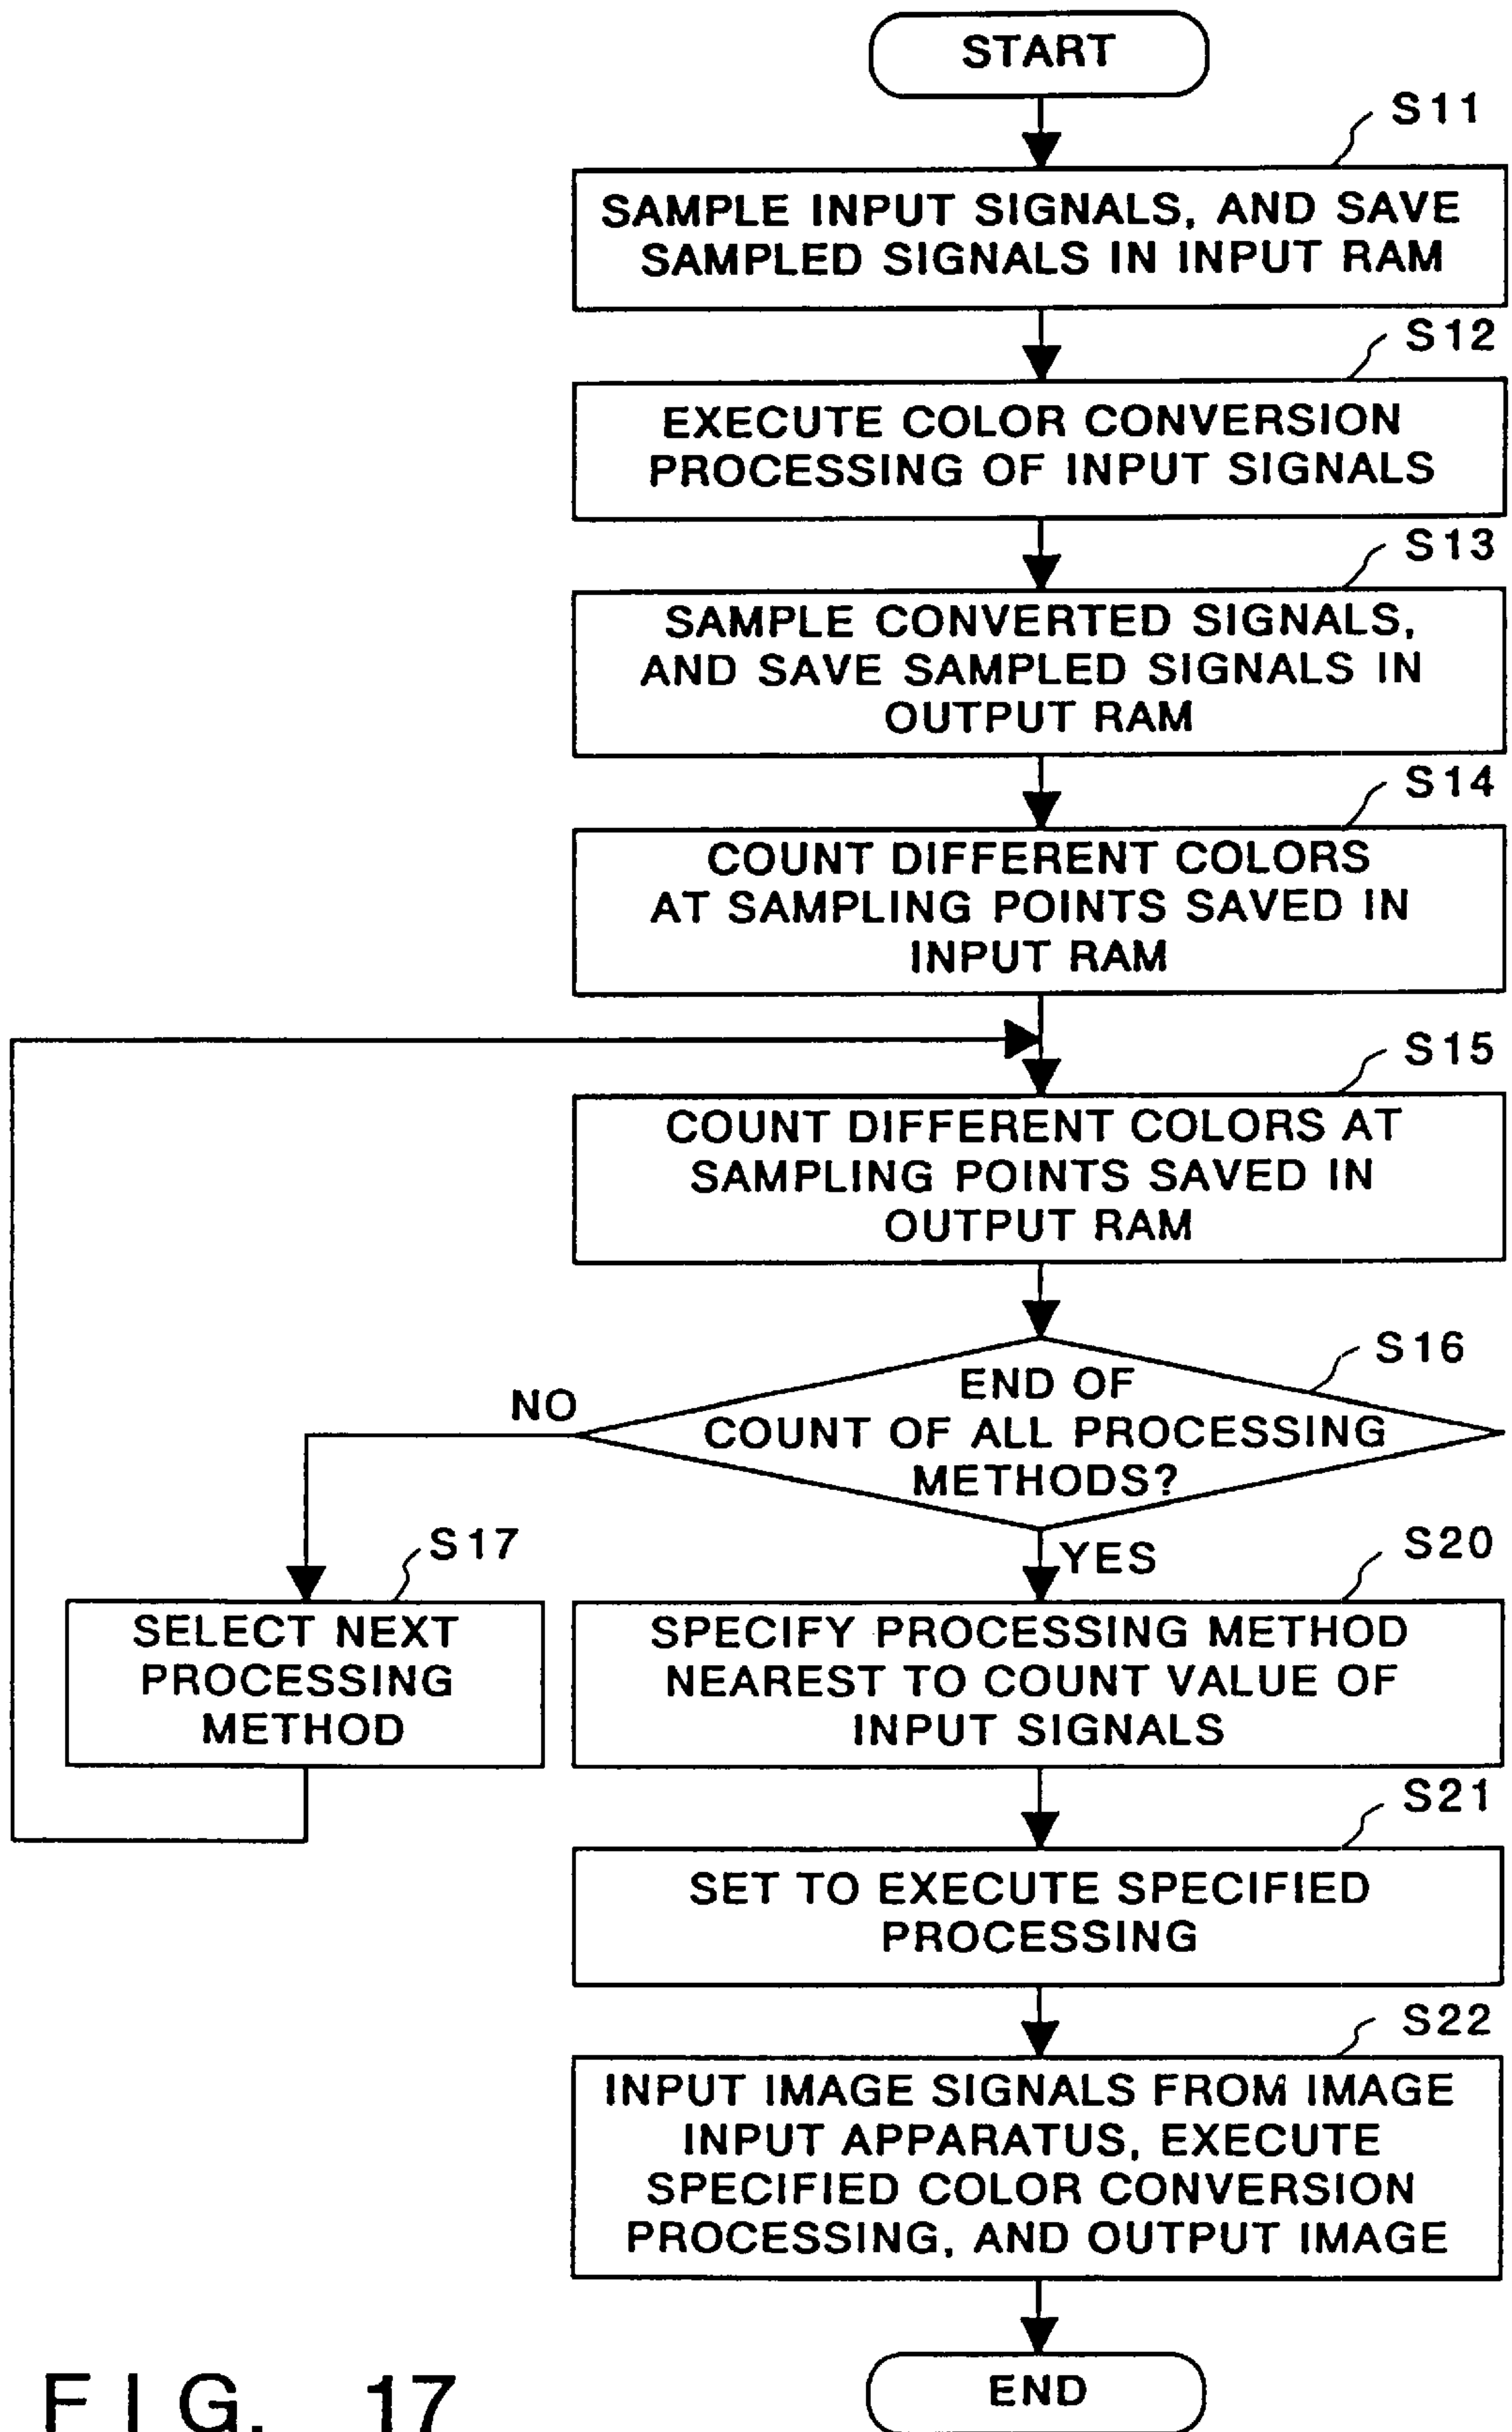 START
S11
SAMPLE INPUT SIGNALS, AND SAVE
SAMPLED SIGNALS IN INPUT RAM
S12
EXECUTE COLOR CONVERSION
PROCESSING OF INPUT SIGNALS
S13
SAMPLE CONVERTED SIGNALS,
AND SAVE SAMPLED SIGNALS IN
OUTPUT RAM
S14
COUNT DIFFERENT COLORS
AT SAMPLING POINTS SAVED IN
INPUT RAM
S15
COUNT DIFFERENT COLORS AT
SAMPLING POINTS SAVED IN
OUTPUT RAM
S16
END OF
COUNT OF ALL PROCESSING
METHODS?
NO
YES
S17
SELECT NEXT
PROCESSING
METHOD
S20
SPECIFY PROCESSING METHOD
NEAREST TO COUNT VALUE OF
INPUT SIGNALS
S21
SET TO EXECUTE SPECIFIED
PROCESSING
S22
INPUT IMAGE SIGNALS FROM IMAGE
INPUT APPARATUS, EXECUTE
SPECIFIED COLOR CONVERSION
PROCESSING, AND OUTPUT IMAGE
END
FIG. 17